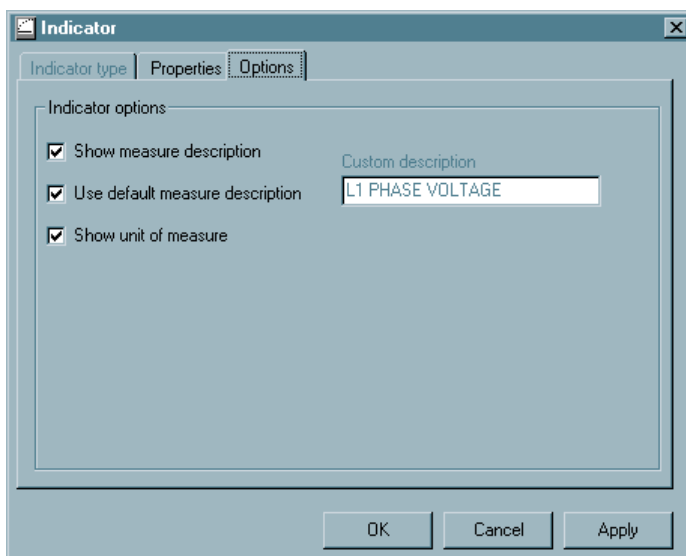 Indicator
Indicator type Properties Options
Indicator options
Show measure description
Custom description
L1 PHASE VOLTAGE
Use default measure description
Show unit of measure
OK Cancel Apply